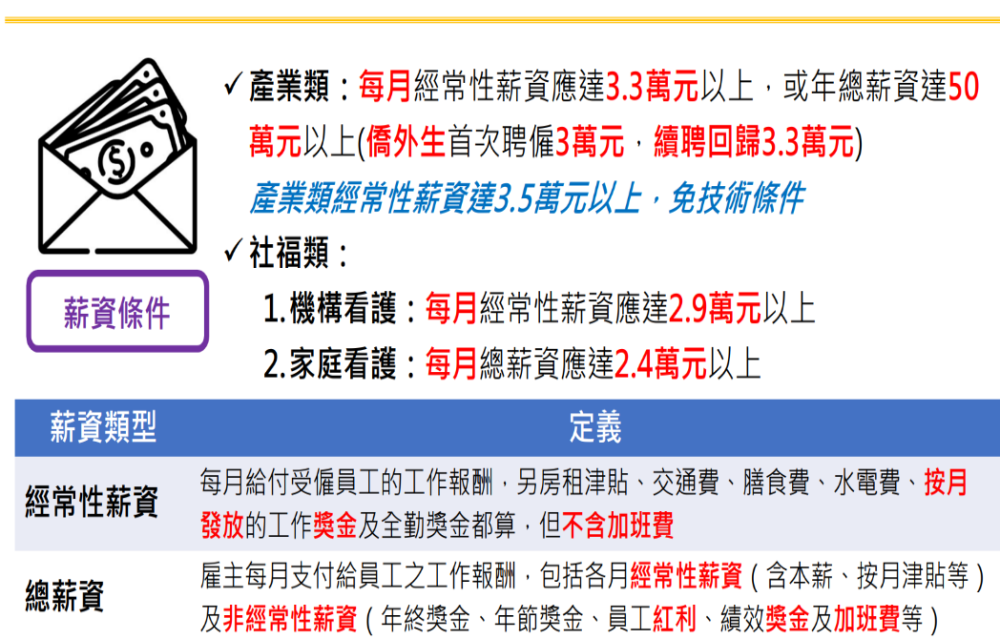 ✓產業類：每月經常性薪資應達3.3萬元以上，或年總薪資達50
萬元以上(僑外生首次聘僱3萬元，續聘回歸3.3萬元)
產業類經常性薪資達3.5萬元以上，免技術條件
✓社福類：
薪資條件
1.機構看護：每月經常性薪資應達2.9萬元以上
2.家庭看護：每月總薪資應達2.4萬元以上
薪資類型 定義
經常性薪資
每月給付受僱員工的工作報酬，另房租津貼、交通費、膳食費、水電費、按月
發放的工作獎金及全勤獎金都算，但不含加班費
總薪資
雇主每月支付給員工之工作報酬，包括各月經常性薪資（含本薪、按月津貼等）
及非經常性薪資（年終獎金、年節獎金、員工紅利、績效獎金及加班費等）